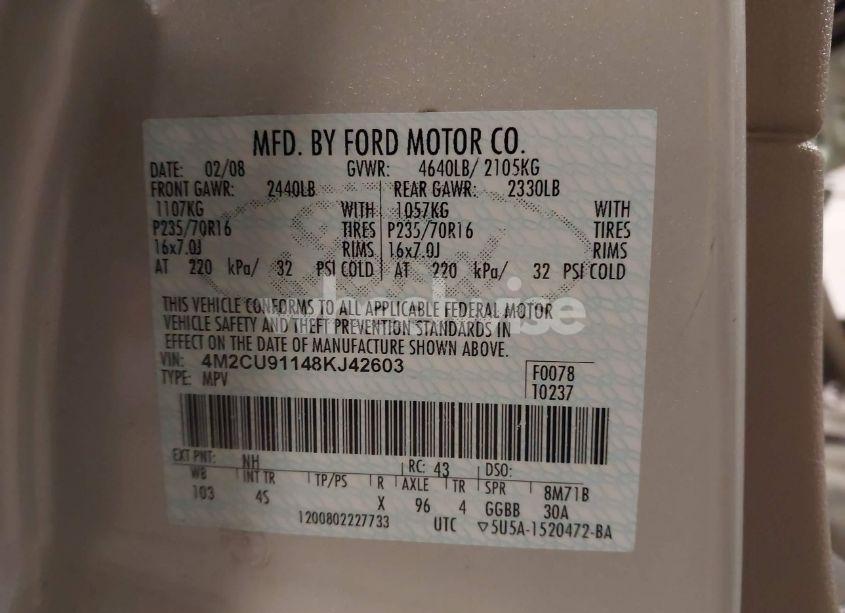 MFD. BY FORD MOTOR CO.
DATE: 02/08 GVWR: 4640LB/ 2105KG
FRONT GAWR: 2440LB REAR GAWR: 2330LB
1107KG WITH 1057KG WITH
P235/70R16 TIRES P235/70R16 TIRES
16x7.0J RIMS 16x7.0J RIMS
AT 220 kPa/ 32 PSI COLD AT 220 kPa/ 32 PSI COLD
THIS VEHICLE CONFORMS TO ALL APPLICABLE FEDERAL MOTOR
VEHICLE SAFETY AND THEFT PREVENTION STANDARDS IN
EFFECT ON THE DATE OF MANUFACTURE SHOWN ABOVE.
VIN: 4M2CU91148KJ42603
TYPE: MPV
F0078
T0237
EXT PNT: NH RC: 43 DSO:
WB INT TR TP/PS R AXLE TR SPR 8M71B
103 4S X 96 4 GGBB 30A
1200802227733 UTC ▽5U5A-1520472-BA